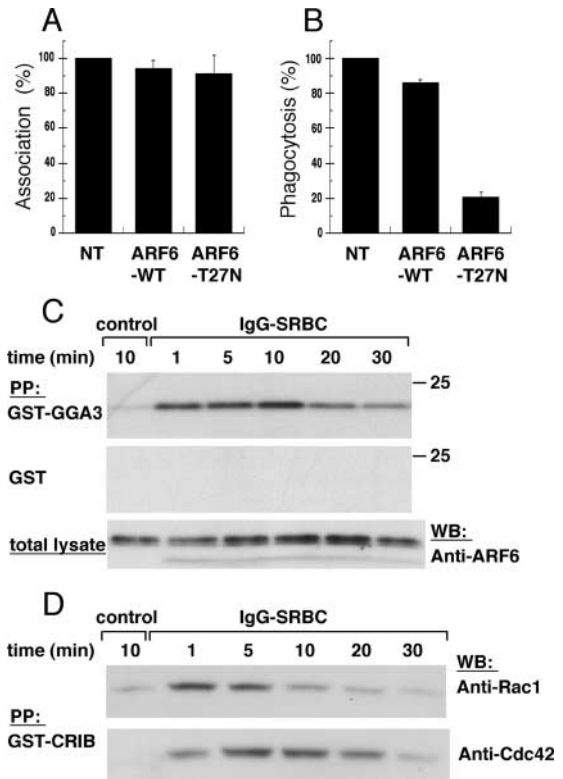 A
B
Association (%)
100
80
60
40
20
0
NT
ARF6
-WT
ARF6
-T27N
Phagocytosis (%)
100
80
60
40
20
0
NT
ARF6
-WT
ARF6
-T27N
C
control IgG-SRBC
time (min) 10 1 5 10 20 30
PP:
GST-GGA3
25
GST
25
total lysate
WB:
Anti-ARF6
D
control IgG-SRBC
time (min) 10 1 5 10 20 30
WB:
Anti-Rac1
PP:
GST-CRIB
Anti-Cdc42